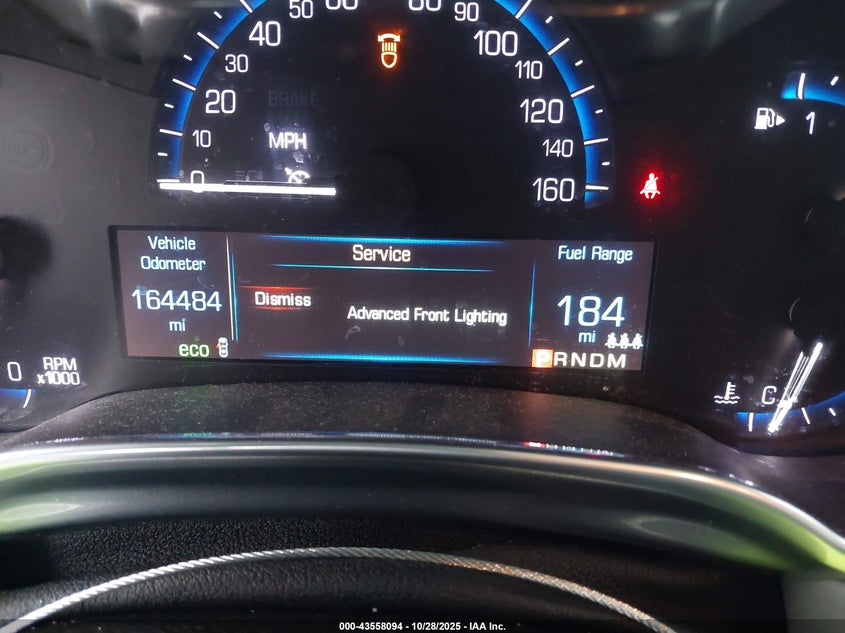 50
60
80
90
40
100
30
110
20
BRAKE
120
10
MPH
140
0
160
1
Vehicle
Odometer
Service
Fuel Range
164484
Dismiss
Advanced Front Lighting
184
mi
mi
eco
PRNDM
0
RPM
x1000
C
000-43558094 - 10/28/2025 - IAA Inc.